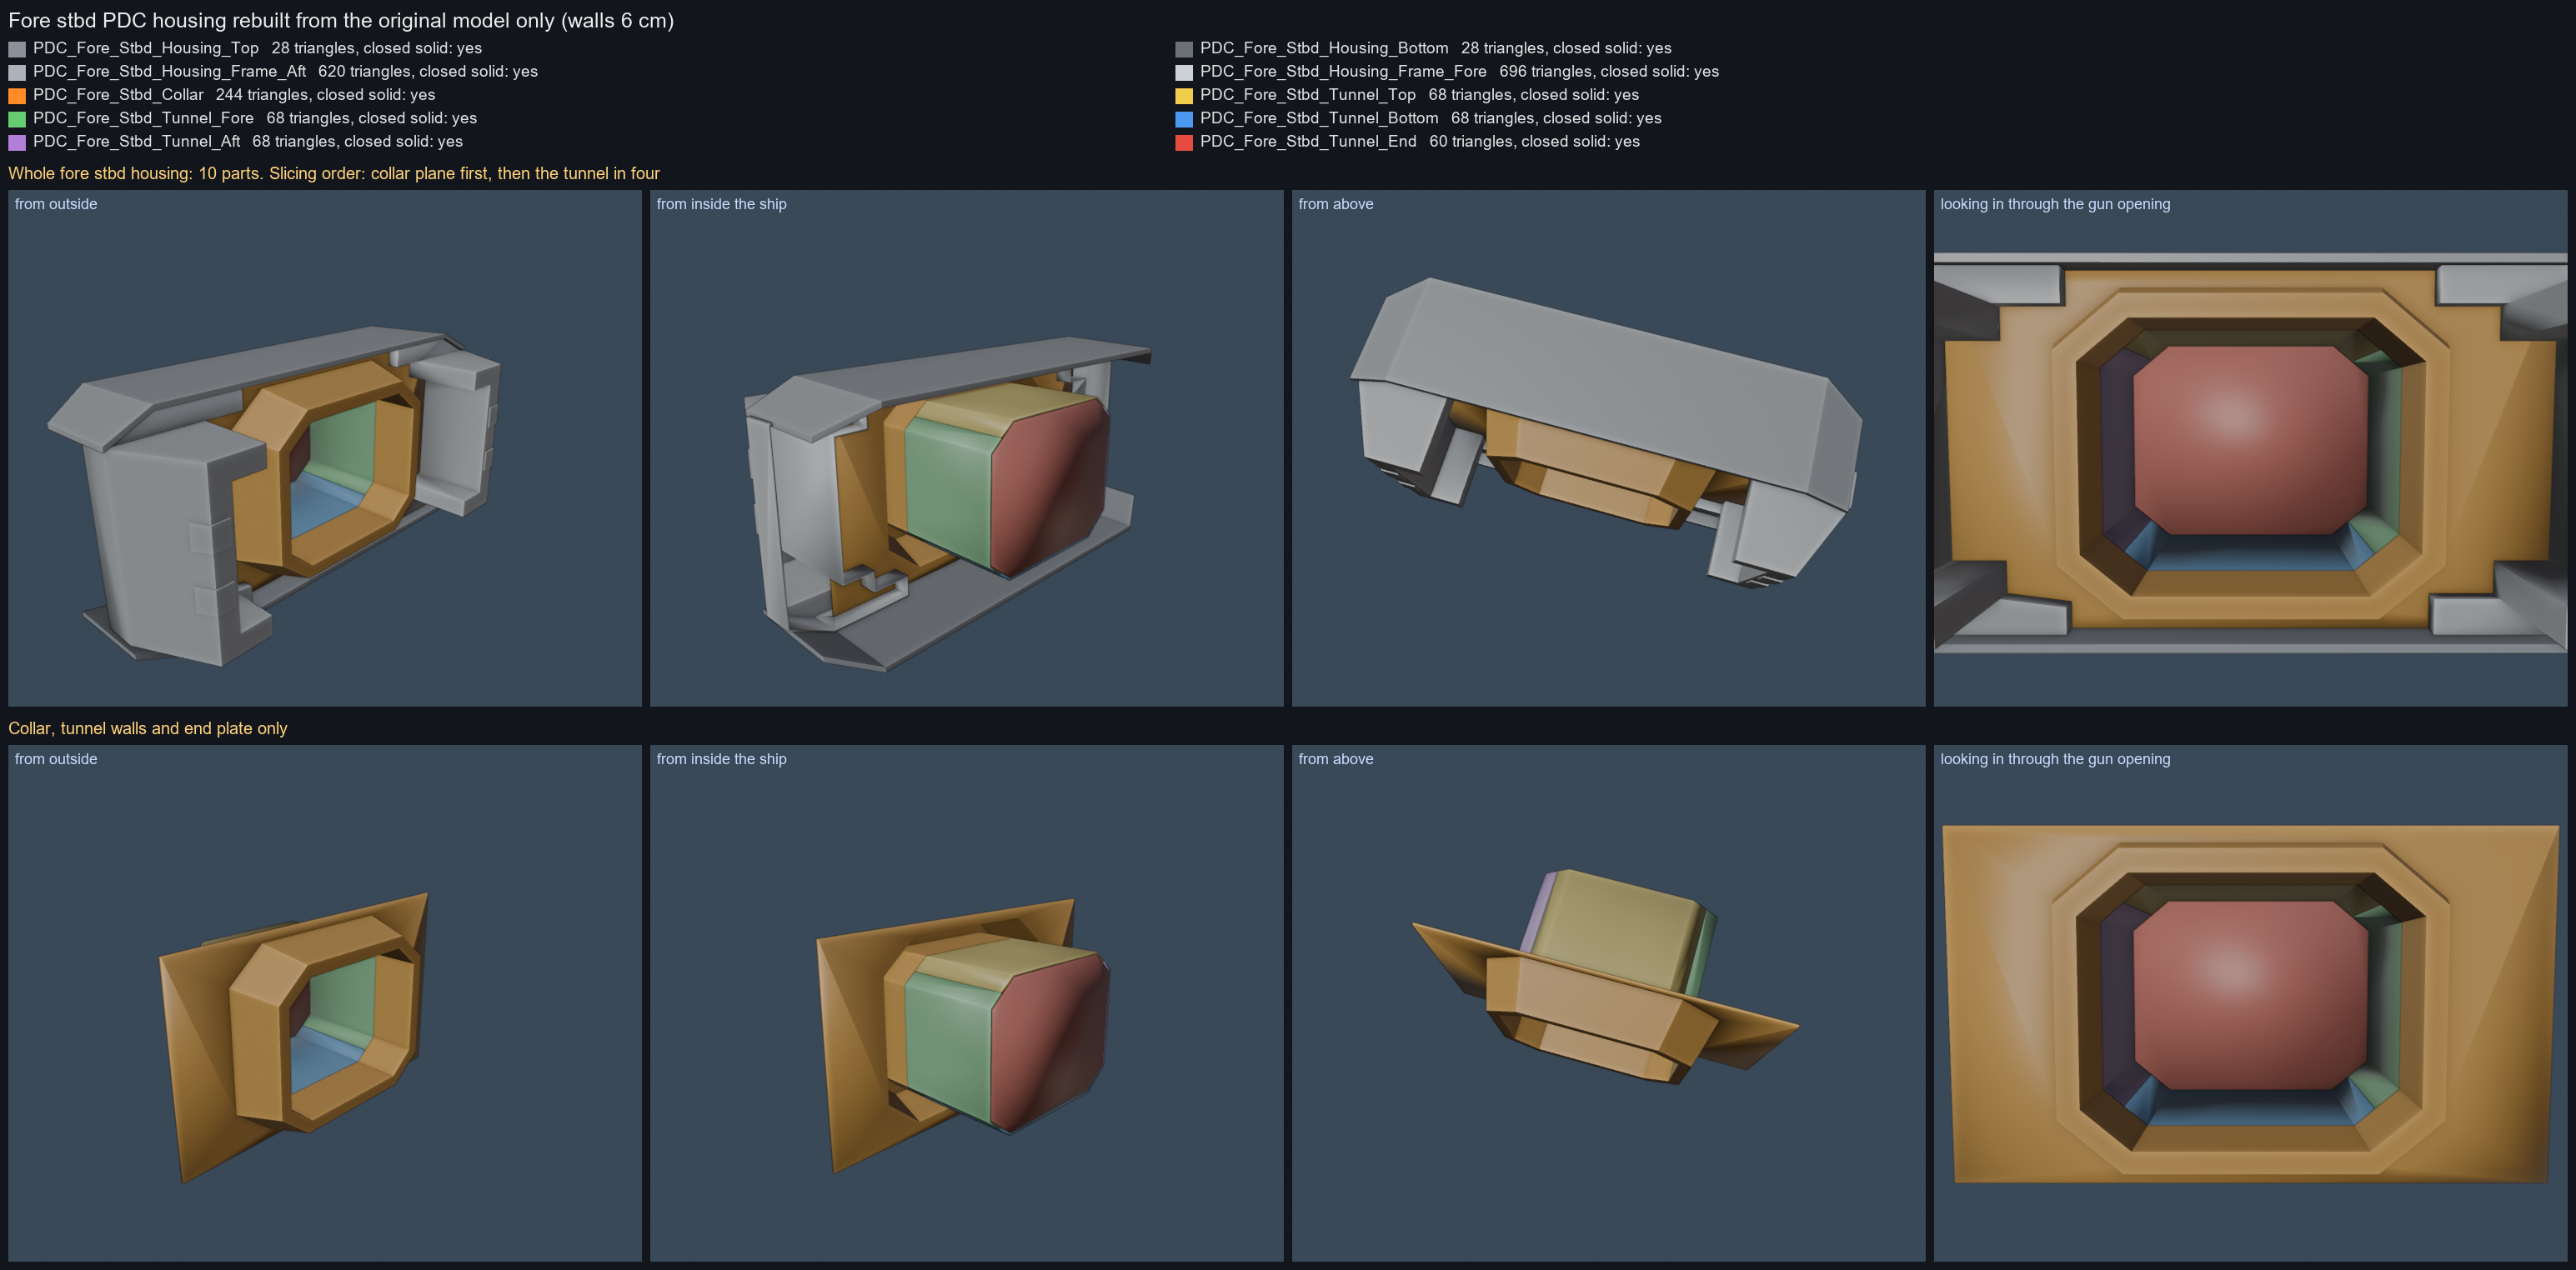 Fore stbd PDC housing rebuilt from the original model only (walls 6 cm)
PDC_Fore_Stbd_Housing_Top 28 triangles, closed solid: yes
PDC_Fore_Stbd_Housing_Bottom 28 triangles, closed solid: yes
PDC_Fore_Stbd_Housing_Frame_Aft 620 triangles, closed solid: yes
PDC_Fore_Stbd_Housing_Frame_Fore 696 triangles, closed solid: yes
PDC_Fore_Stbd_Collar 244 triangles, closed solid: yes
PDC_Fore_Stbd_Tunnel_Top 68 triangles, closed solid: yes
PDC_Fore_Stbd_Tunnel_Fore 68 triangles, closed solid: yes
PDC_Fore_Stbd_Tunnel_Bottom 68 triangles, closed solid: yes
PDC_Fore_Stbd_Tunnel_Aft 68 triangles, closed solid: yes
PDC_Fore_Stbd_Tunnel_End 60 triangles, closed solid: yes
Whole fore stbd housing: 10 parts. Slicing order: collar plane first, then the tunnel in four
from outside
from inside the ship
from above
looking in through the gun opening
Collar, tunnel walls and end plate only
from outside
from inside the ship
from above
looking in through the gun opening